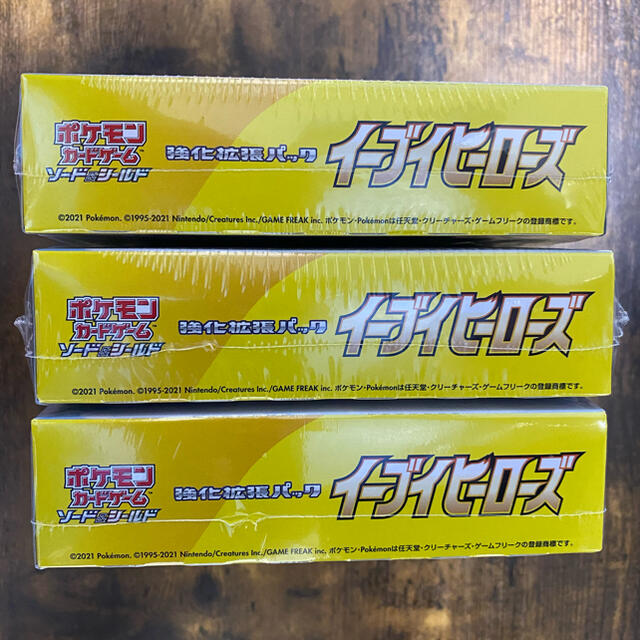 ポケモン
カードゲーム
ソード&シールド
強化拡張パック
イーブイヒーローズ
©2021 Pokémon. ©1995-2021 Nintendo/Creatures Inc./GAME FREAK inc. ポケモン・Pokémonは任天堂・クリーチャーズ・ゲームフリークの登録商標です。
ポケモン
カードゲーム™
ソード&シールド
強化拡張パック
イーブイヒーローズ
©2021 Pokémon. ©1995-2021 Nintendo/Creatures Inc./GAME FREAK inc. ポケモン・Pokémonは任天堂・クリーチャーズ・ゲームフリークの登録商標です。
ポケモン
カードゲーム™
ソード&シールド
強化拡張パック
イーブイヒーローズ
©2021 Pokémon. ©1995-2021 Nintendo/Creatures Inc./GAME FREAK inc. ポケモン・Pokémonは任天堂・クリーチャーズ・ゲームフリークの登録商標です。